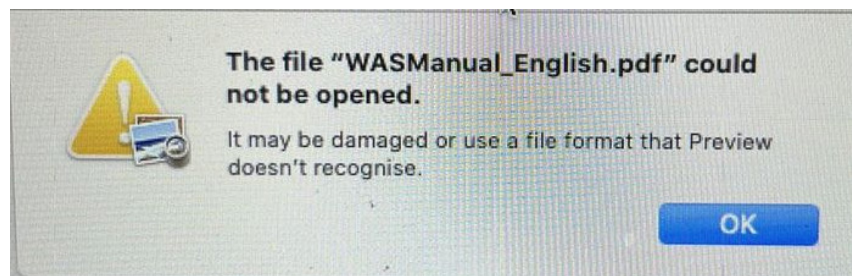 The file “WASManual_English.pdf” could
not be opened.
It may be damaged or use a file format that Preview
doesn’t recognise.
OK